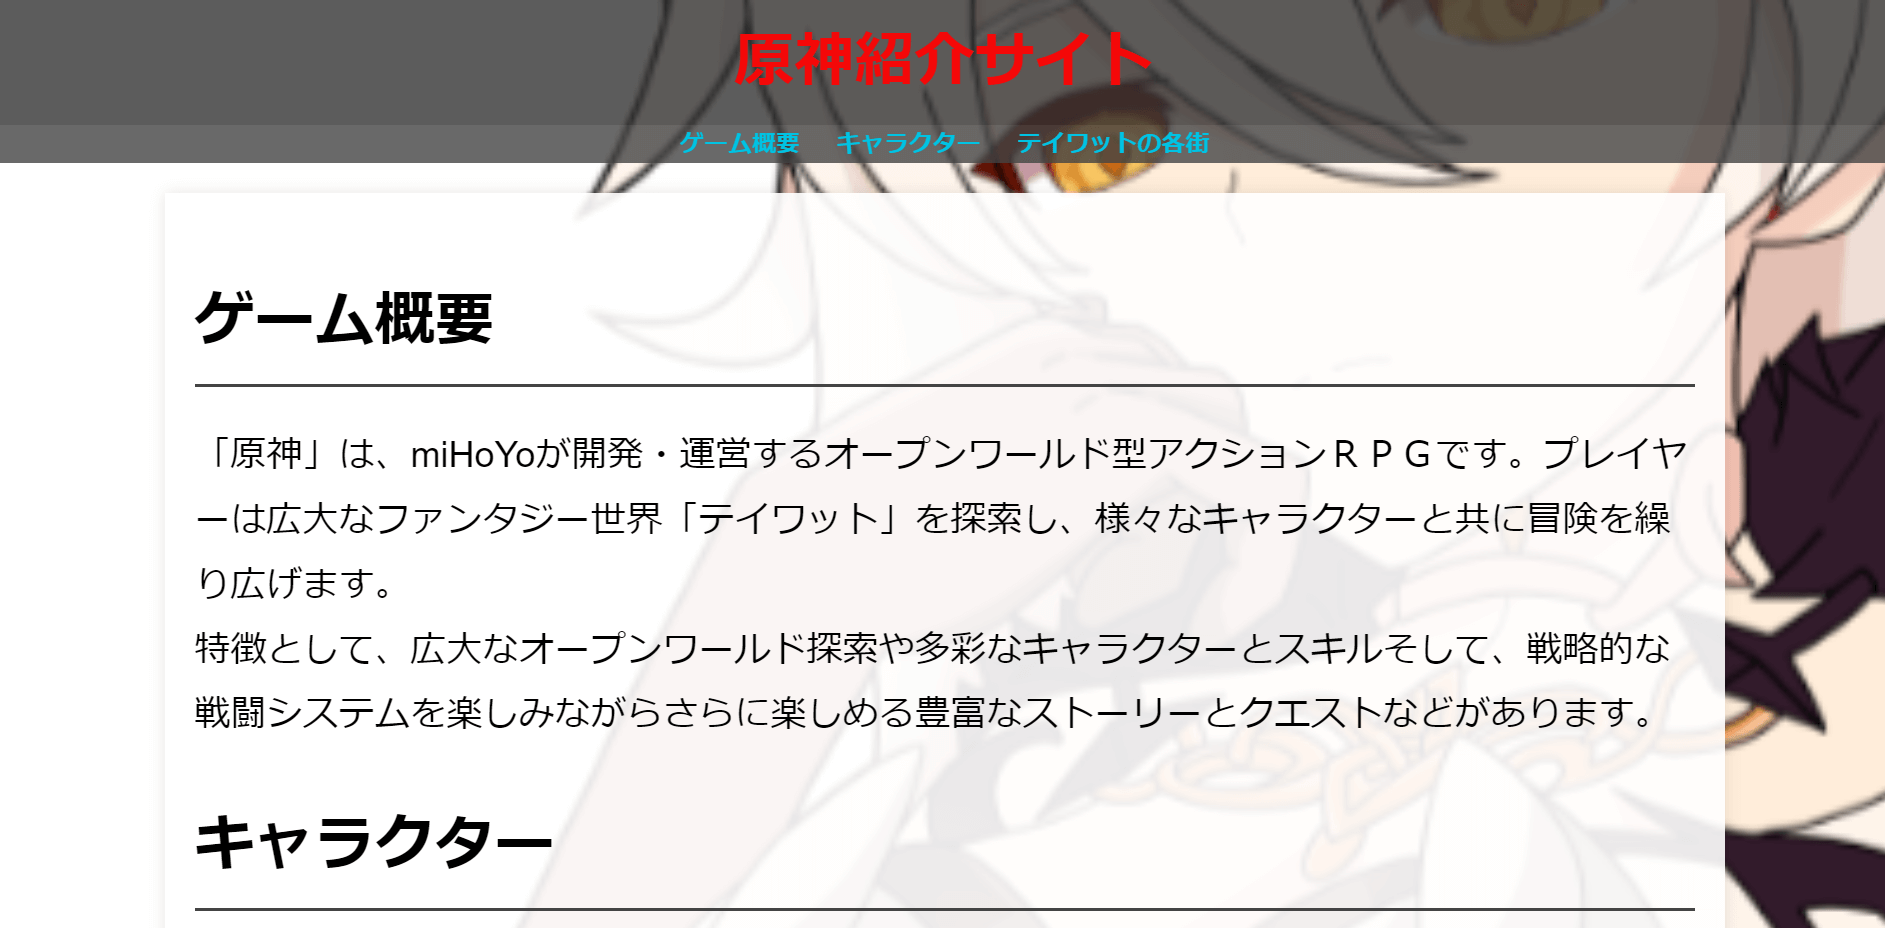 原神紹介サイト
ゲーム概要 キャラクター テイワットの各街
ゲーム概要
「原神」は、miHoYoが開発・運営するオープンワールド型アクションＲＰＧです。プレイヤ
ーは広大なファンタジー世界「テイワット」を探索し、様々なキャラクターと共に冒険を繰
り広げます。
特徴として、広大なオープンワールド探索や多彩なキャラクターとスキルそして、戦略的な
戦闘システムを楽しみながらさらに楽しめる豊富なストーリーとクエストなどがあります。
キャラクター